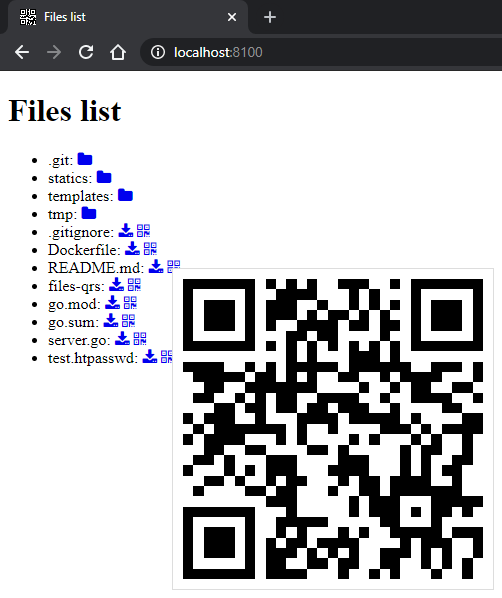 Files list
localhost:8100
Files list
.git:
statics:
templates:
tmp:
.gitignore:
Dockerfile:
README.md:
files-qrs:
go.mod:
go.sum:
server.go:
test.htpasswd: